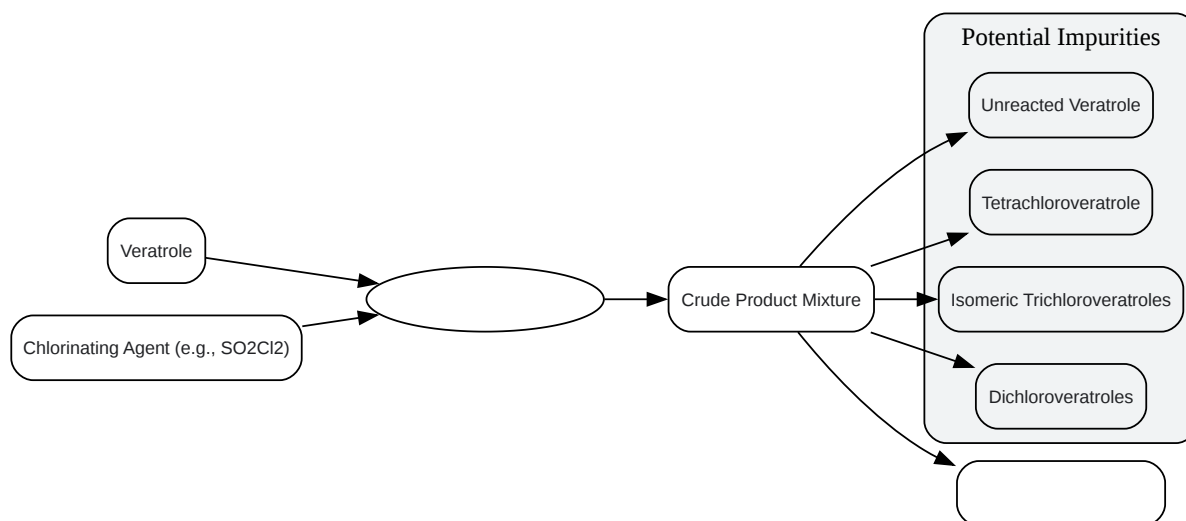 Potential Impurities
Unreacted Veratrole
Tetrachloroveratrole
Veratrole
Chlorinating Agent (e.g., SO2Cl2)
Crude Product Mixture
Isomeric Trichloroveratroles
Dichloroveratroles